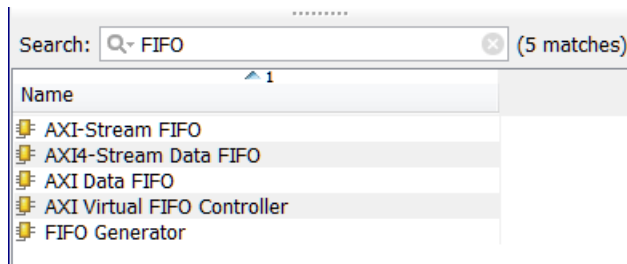 Search: FIFO (5 matches)
1
Name
AXI-Stream FIFO
AXI4-Stream Data FIFO
AXI Data FIFO
AXI Virtual FIFO Controller
FIFO Generator